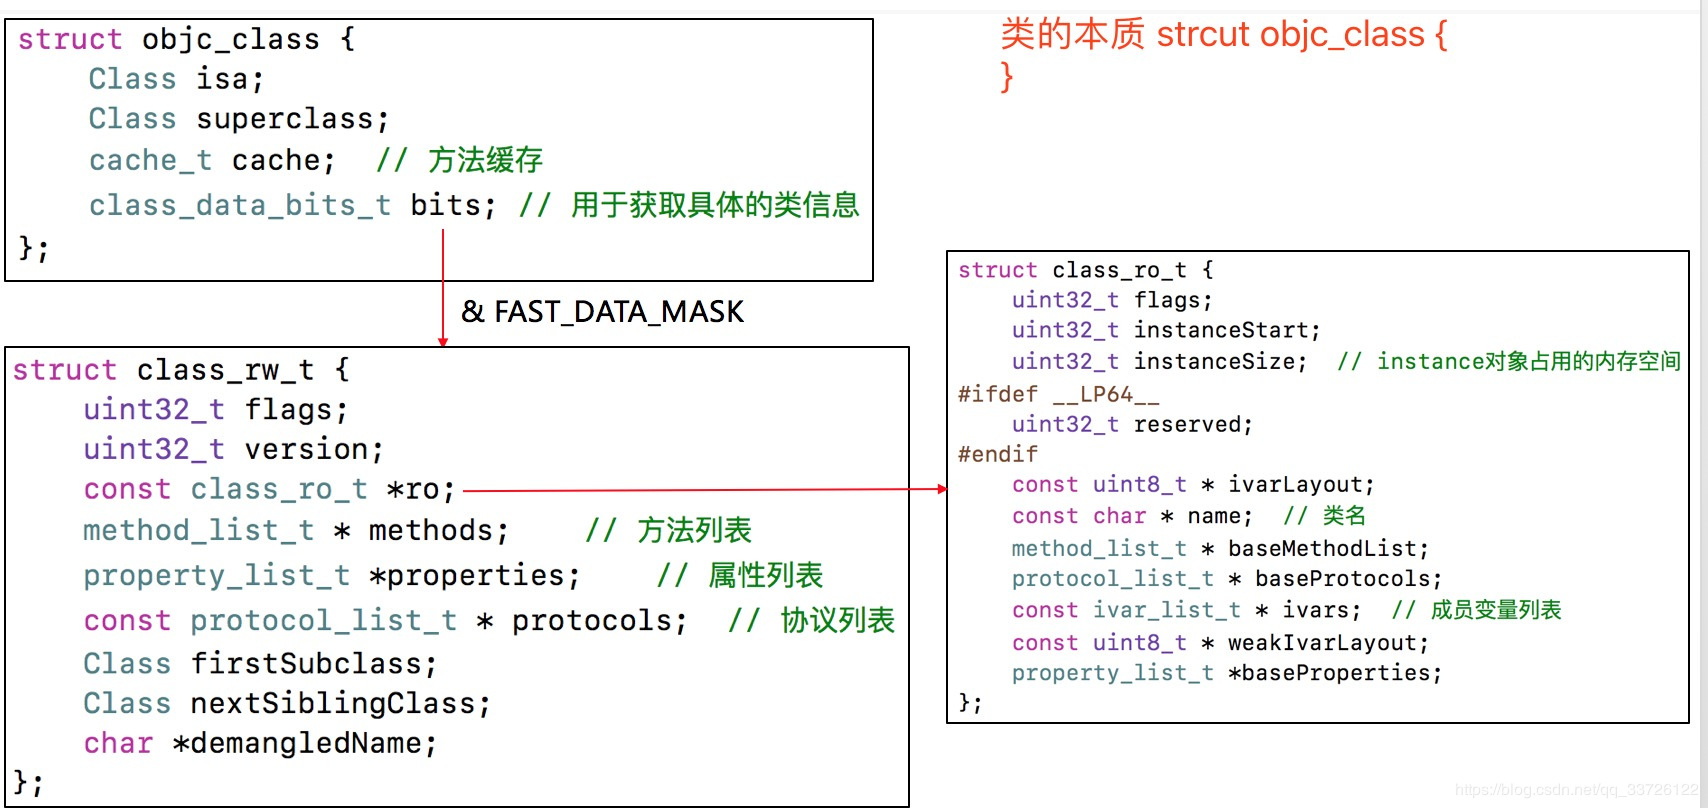 struct objc_class {
Class isa;
Class superclass;
cache_t cache; // 方法缓存
class_data_bits_t bits; // 用于获取具体的类信息
};
类的本质 strcut objc_class {
}
& FAST_DATA_MASK
struct class_rw_t {
uint32_t flags;
uint32_t version;
const class_ro_t *ro;
method_list_t * methods; // 方法列表
property_list_t *properties; // 属性列表
const protocol_list_t * protocols; // 协议列表
Class firstSubclass;
Class nextSiblingClass;
char *demangledName;
};
struct class_ro_t {
uint32_t flags;
uint32_t instanceStart;
uint32_t instanceSize; // instance对象占用的内存空间
#ifdef __LP64__
uint32_t reserved;
#endif
const uint8_t * ivarLayout;
const char * name; // 类名
method_list_t * baseMethodList;
protocol_list_t * baseProtocols;
const ivar_list_t * ivars; // 成员变量列表
const uint8_t * weakIvarLayout;
property_list_t *baseProperties;
};
https://blog.csdn.net/qq_33726122